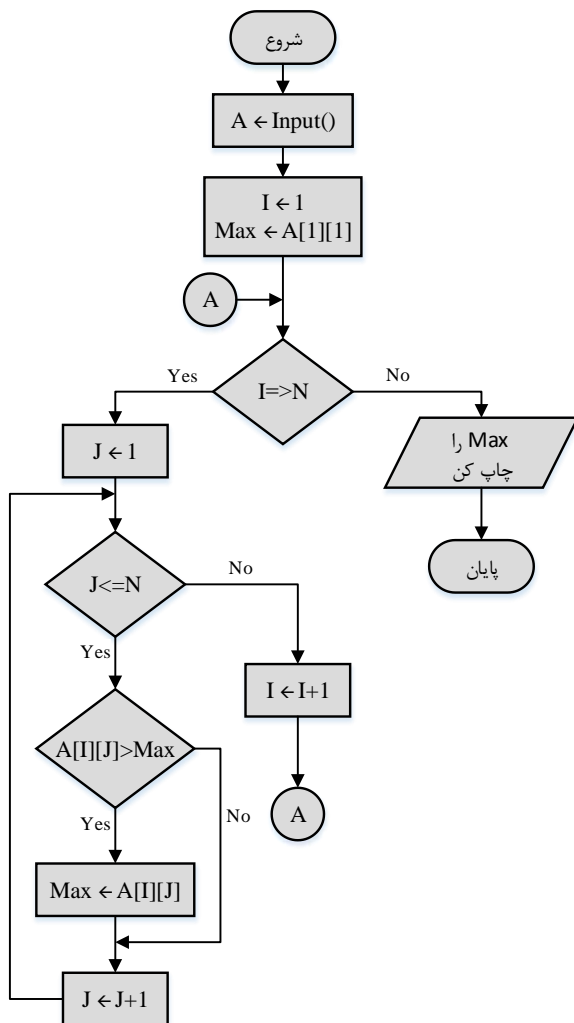 شروع
A ← Input()
I ← 1
Max ← A[1][1]
A
I=>N
Yes
No
J ← 1
Max را
چاپ کن
پایان
J<=N
No
Yes
I ← I+1
A[I][J]>Max
A
Yes
No
Max ← A[I][J]
J ← J+1